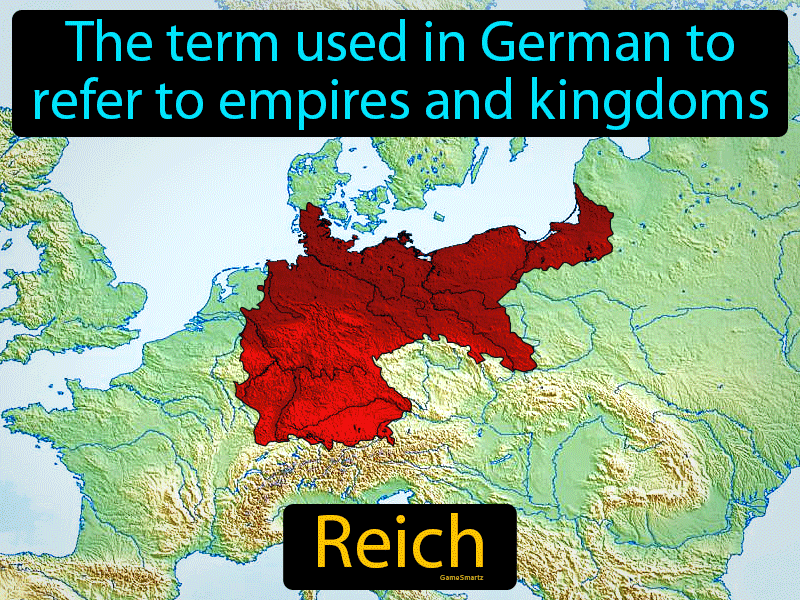 The term used in German to
refer to empires and kingdoms
Reich
GameSmartz